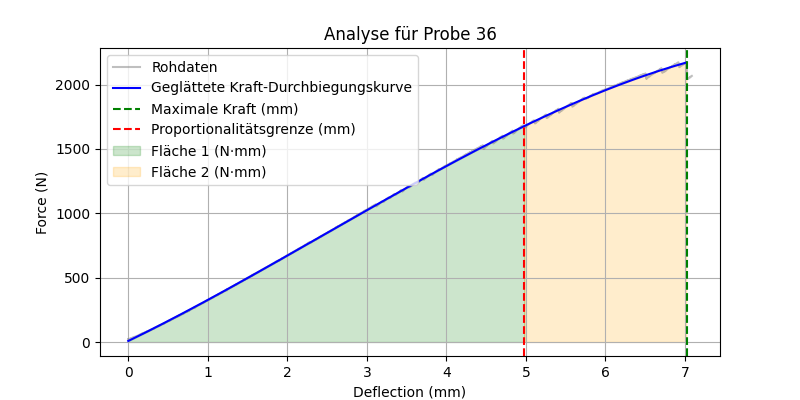 Analyse für Probe 36
Rohdaten
Geglättete Kraft-Durchbiegungskurve
Maximale Kraft (mm)
Proportionalitätsgrenze (mm)
Fläche 1 (N·mm)
Fläche 2 (N·mm)
Force (N)
2000
1500
1000
500
0
0 1 2 3 4 5 6 7
Deflection (mm)